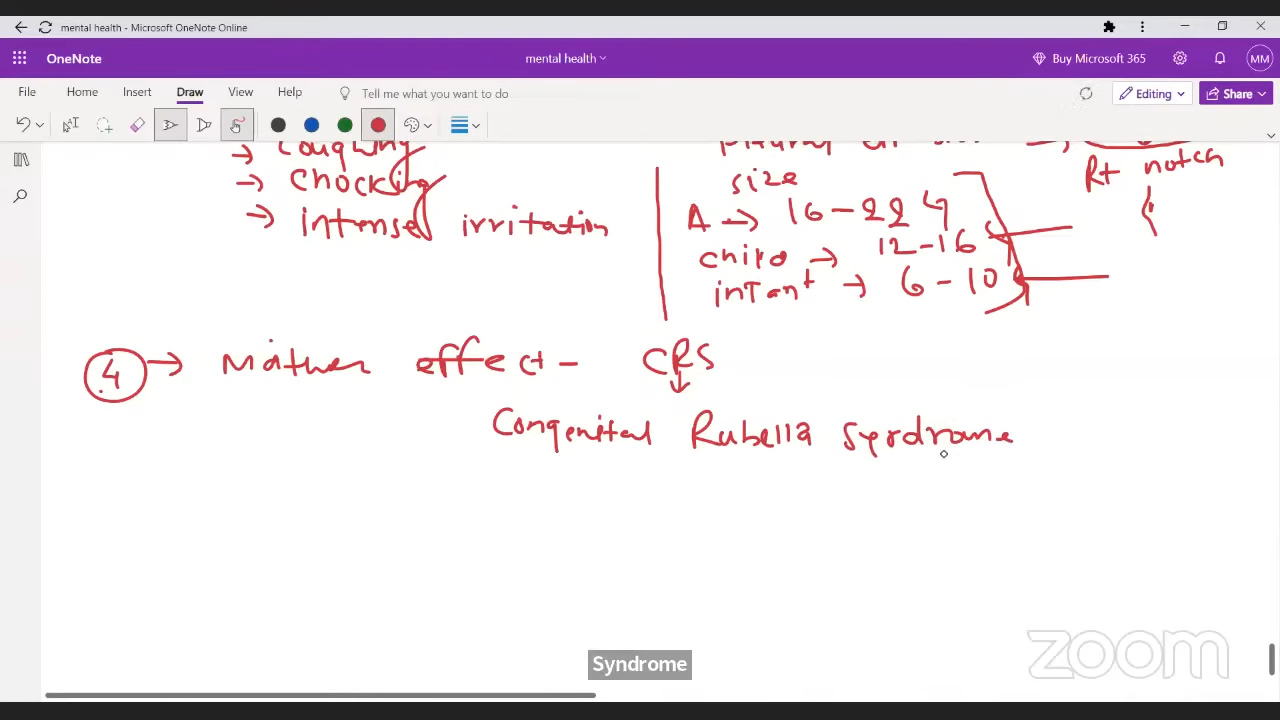 mental health - Microsoft OneNote Online
OneNote
mental health
Buy Microsoft 365
MM
File Home Insert Draw View Help Tell me what you want to do
Editing
Share
→ Coughing
→ Chocking
→ intensed irritation
size
Rt notch
A → 16-22
child → 12-16
infant → 6-10
4 → Mother effect - CRS
Congenital Rubella Syndrome
Syndrome
zoom